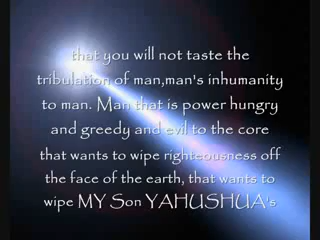 that you will not taste the
tribulation of man,man's inhumanity
to man. Man that is power hungry
and greedy and evil to the core
that wants to wipe righteousness off
the face of the earth, that wants to
wipe MY Son YAHUSHUA's